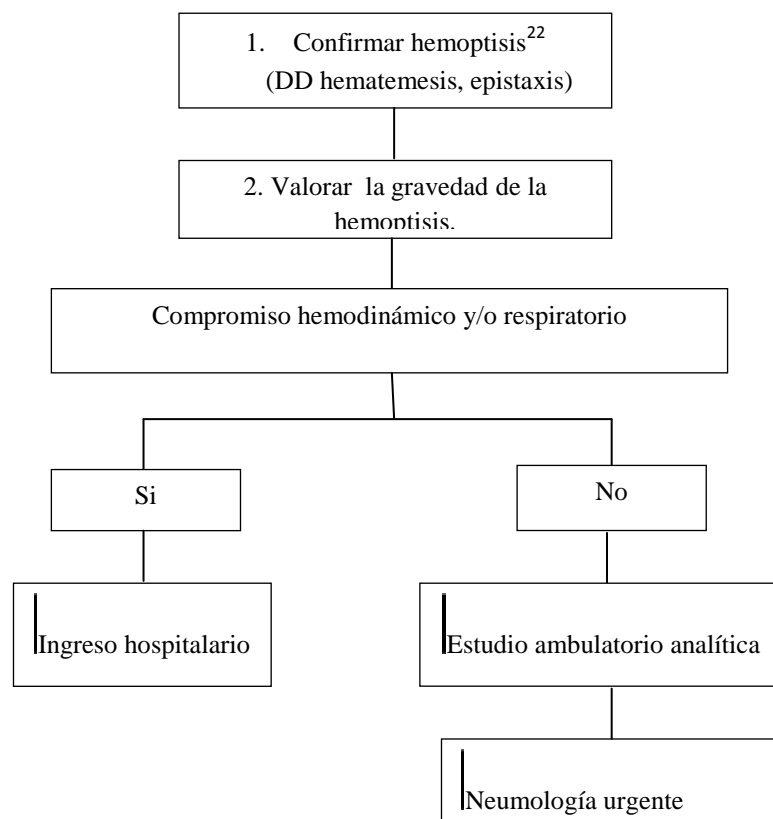 1. Confirmar hemoptisis22
(DD hematemesis, epistaxis)
2. Valorar la gravedad de la
hemoptisis.
Compromiso hemodinámico y/o respiratorio
Si
No
Ingreso hospitalario
Estudio ambulatorio analítica
Neumología urgente